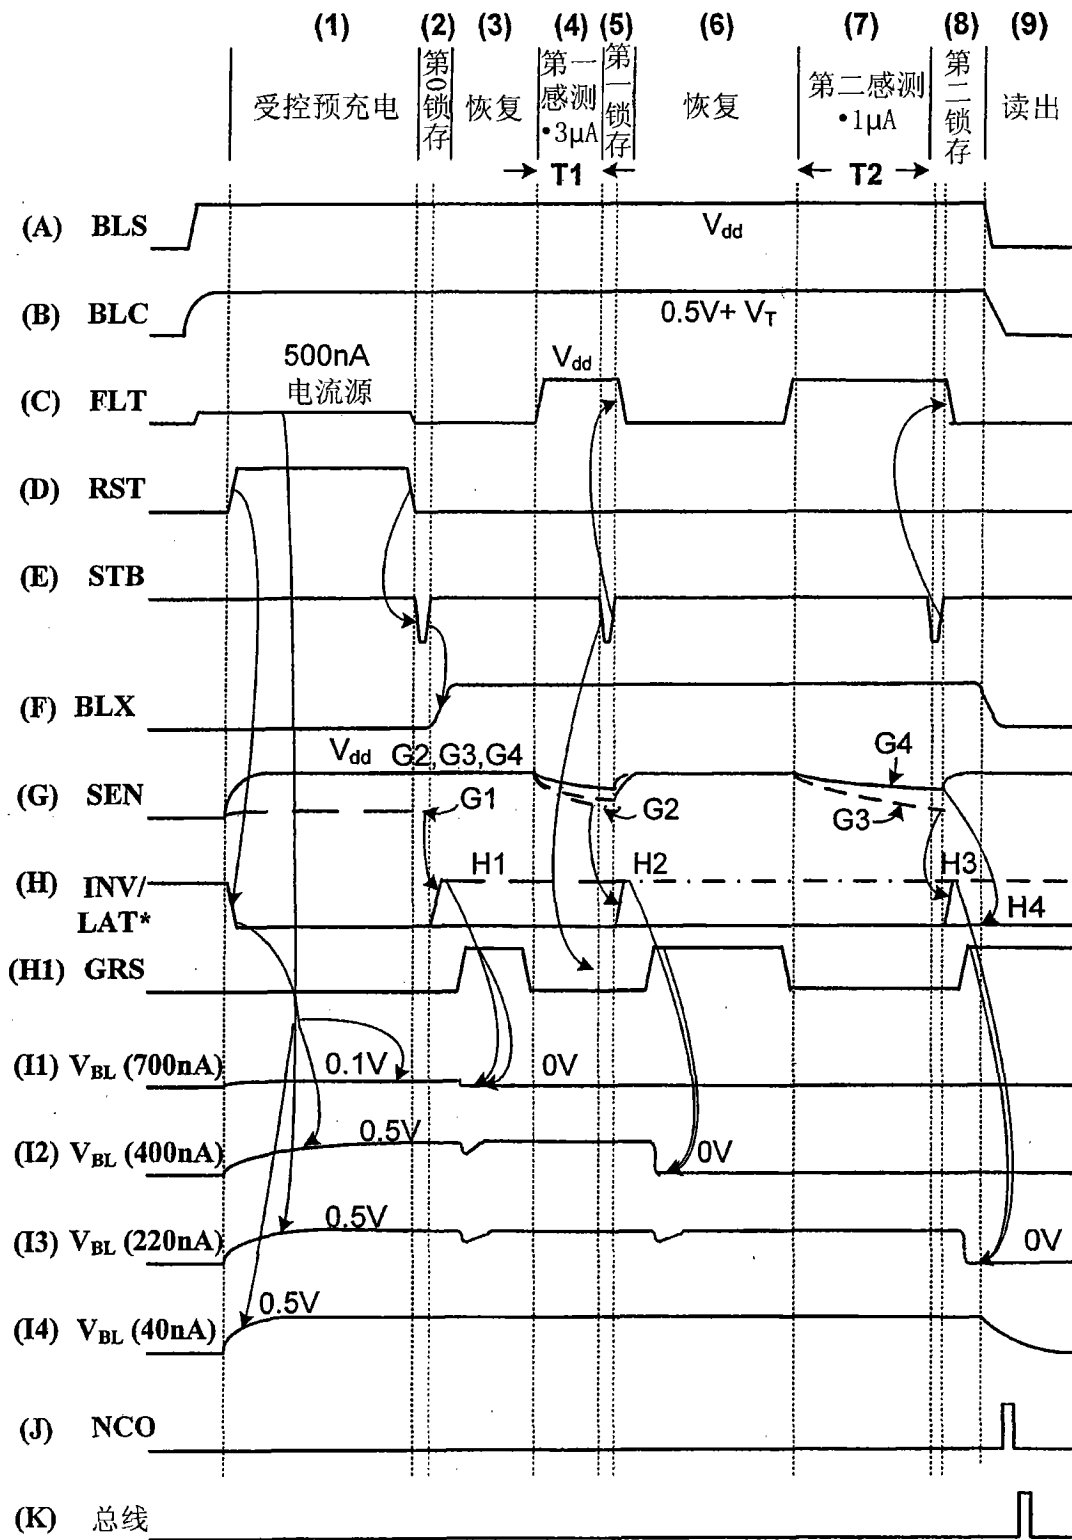 (1) (2) (3) (4) (5) (6) (7) (8) (9)
受控预充电
第0锁存
恢复
第一感测
•3μA
第一锁存
恢复
第二感测
•1μA
第二锁存
读出
T1
T2
(A) BLS
Vdd
(B) BLC
0.5V+ VT
500nA
电流源
Vdd
(C) FLT
(D) RST
(E) STB
(F) BLX
Vdd G2,G3,G4
G4
(G) SEN
G1
G2
G3
(H) INV/
LAT*
H1
H2
H3
H4
(H1) GRS
(I1) VBL (700nA)
0.1V
0V
(I2) VBL (400nA)
0.5V
0V
(I3) VBL (220nA)
0.5V
0V
(I4) VBL (40nA)
0.5V
(J) NCO
(K) 总线